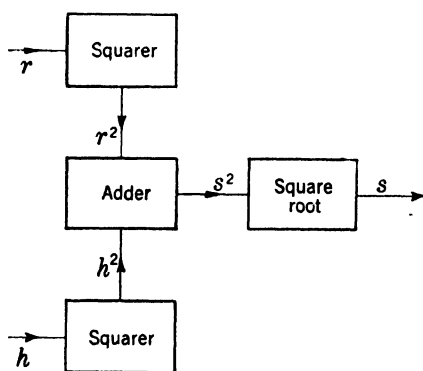 Squarer
r
r²
Adder
s²
Square
root
s
h²
Squarer
h